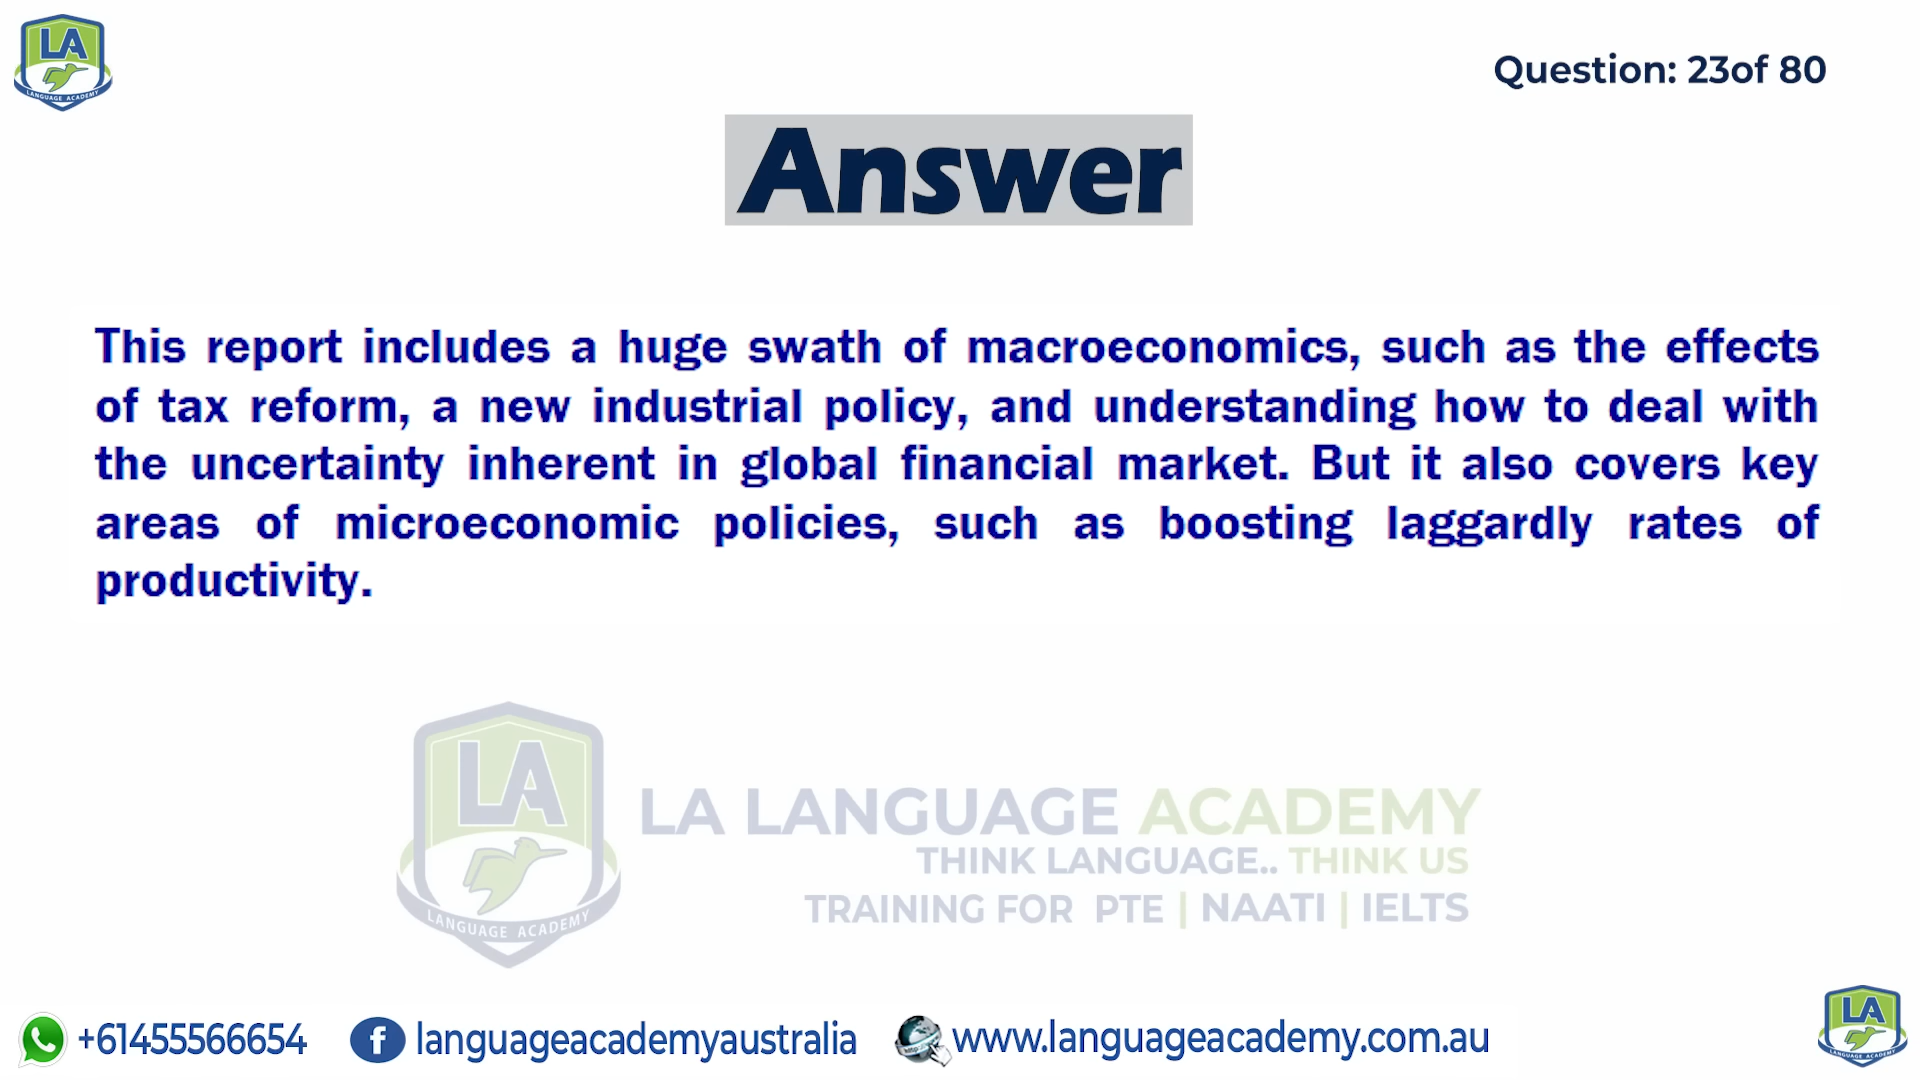 LA
LANGUAGE ACADEMY
Question: 23of 80
Answer
This report includes a huge swath of macroeconomics, such as the effects
of tax reform, a new industrial policy, and understanding how to deal with
the uncertainty inherent in global financial market. But it also covers key
areas of microeconomic policies, such as boosting laggardly rates of
productivity.
LA
LANGUAGE ACADEMY
LA LANGUAGE ACADEMY
THINK LANGUAGE.. THINK US
TRAINING FOR PTE | NAATI | IELTS
+61455566654
f languageacademyaustralia
http:// www.languageacademy.com.au
LA
LANGUAGE ACADEMY